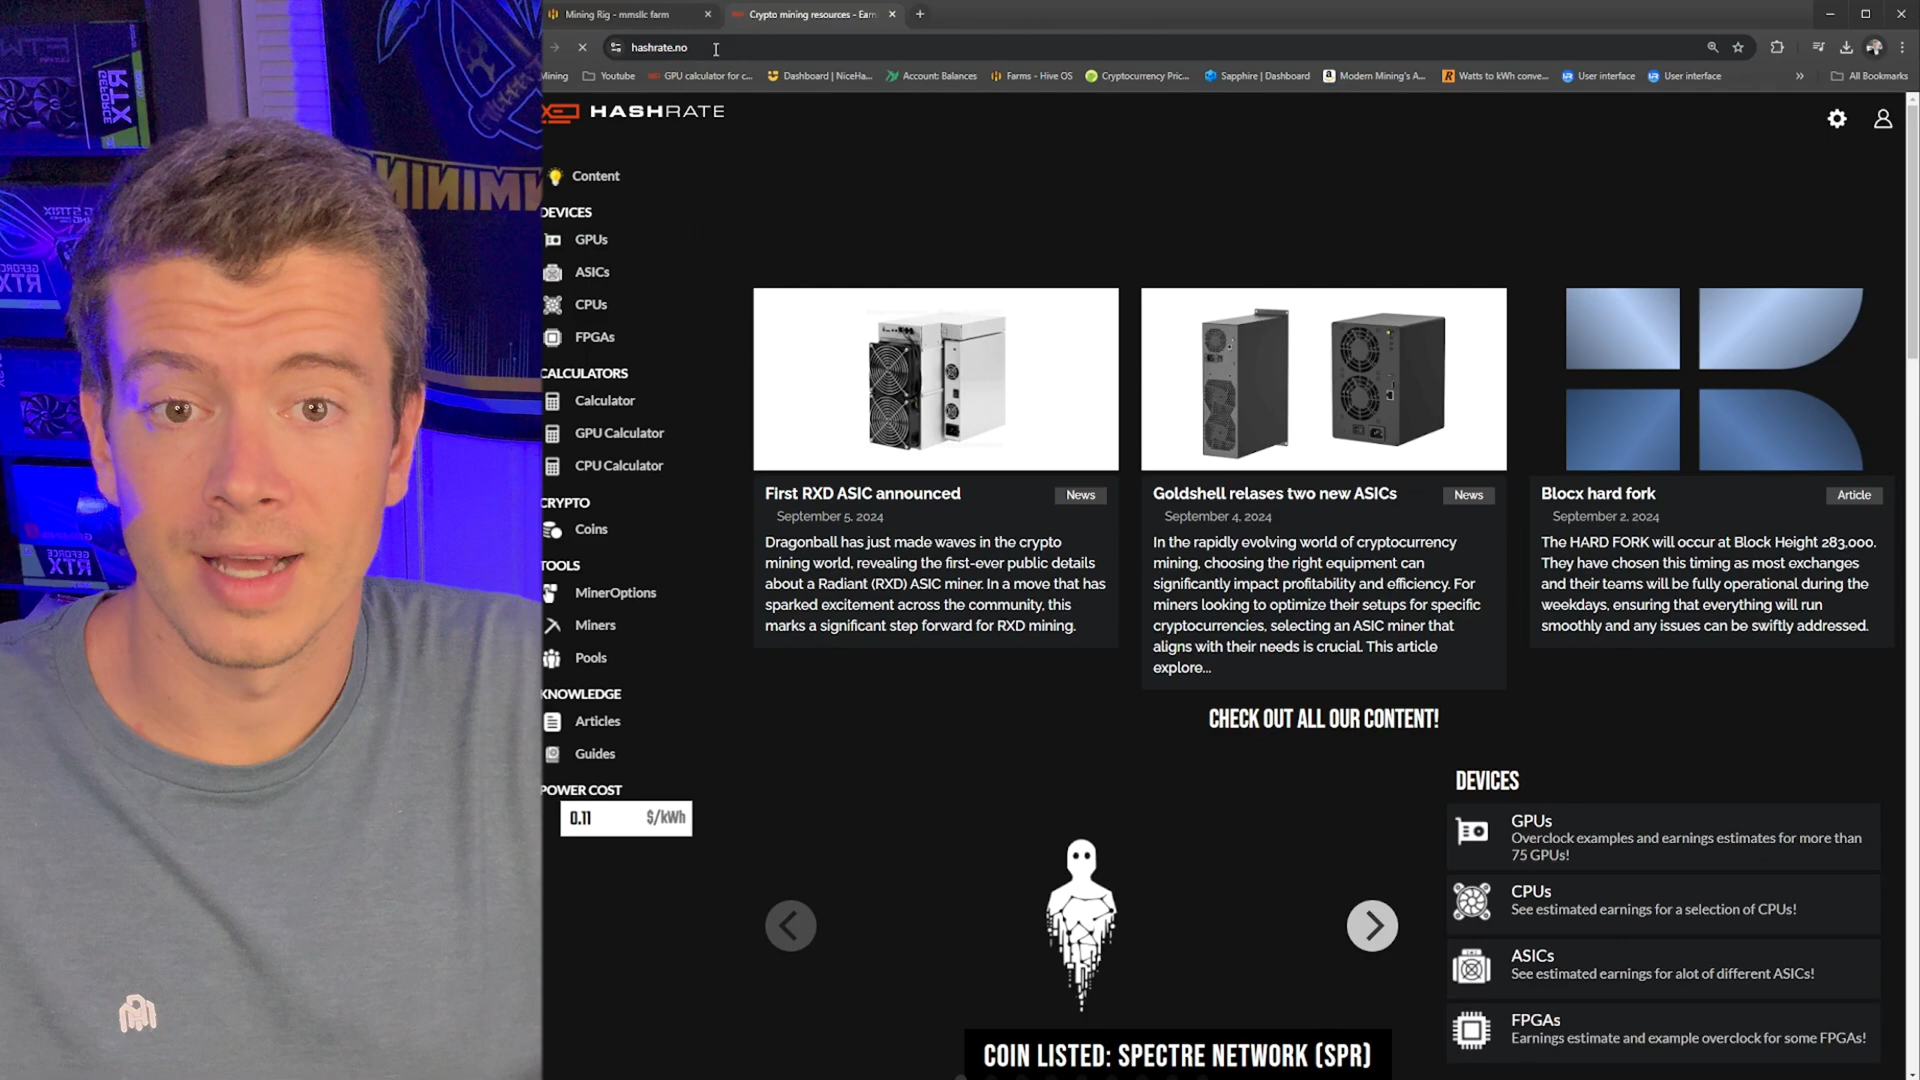 Mining Rig - mmsllc farm
Crypto mining resources - Earn
hashrate.no
Mining
Youtube
GPU calculator for c...
Dashboard | NiceHa...
Account: Balances
Farms - Hive OS
Cryptocurrency Pric...
Sapphire | Dashboard
Modern Mining's A...
Watts to kWh conve...
User interface
User interface
All Bookmarks
HASHRATE
Content
DEVICES
GPUs
ASICs
CPUs
FPGAs
CALCULATORS
Calculator
GPU Calculator
CPU Calculator
CRYPTO
Coins
TOOLS
MinerOptions
Miners
Pools
KNOWLEDGE
Articles
Guides
POWER COST
0.11 $/kWh
First RXD ASIC announced
News
September 5, 2024
Dragonball has just made waves in the crypto
mining world, revealing the first-ever public details
about a Radiant (RXD) ASIC miner. In a move that has
sparked excitement across the community, this
marks a significant step forward for RXD mining.
Goldshell relases two new ASICs
News
September 4, 2024
In the rapidly evolving world of cryptocurrency
mining, choosing the right equipment can
significantly impact profitability and efficiency. For
miners looking to optimize their setups for specific
cryptocurrencies, selecting an ASIC miner that
aligns with their needs is crucial. This article
explore...
Blocx hard fork
Article
September 2, 2024
The HARD FORK will occur at Block Height 283,000.
They have chosen this timing as most exchanges
and their teams will be fully operational during the
weekdays, ensuring that everything will run
smoothly and any issues can be swiftly addressed.
CHECK OUT ALL OUR CONTENT!
COIN LISTED: SPECTRE NETWORK (SPR)
DEVICES
GPUs
Overclock examples and earnings estimates for more than
75 GPUs!
CPUs
See estimated earnings for a selection of CPUs!
ASICs
See estimated earnings for alot of different ASICs!
FPGAs
Earnings estimate and example overclock for some FPGAs!
RTX
STRIX
GEFORCE
RTX
GEFORCE
RTX
MINING